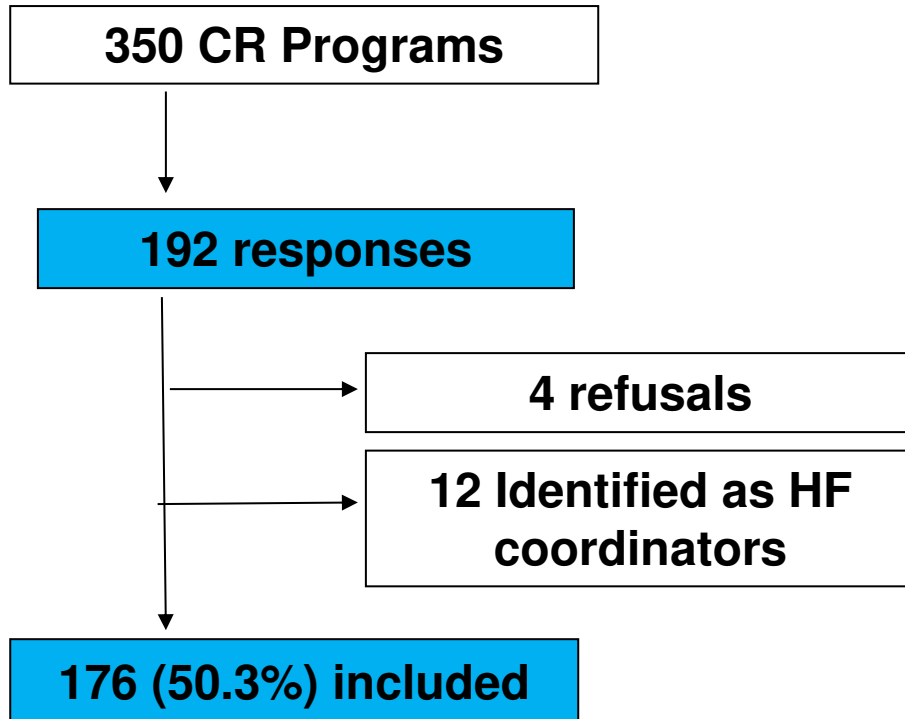 350 CR Programs
192 responses
4 refusals
12 Identified as HF
coordinators
176 (50.3%) included